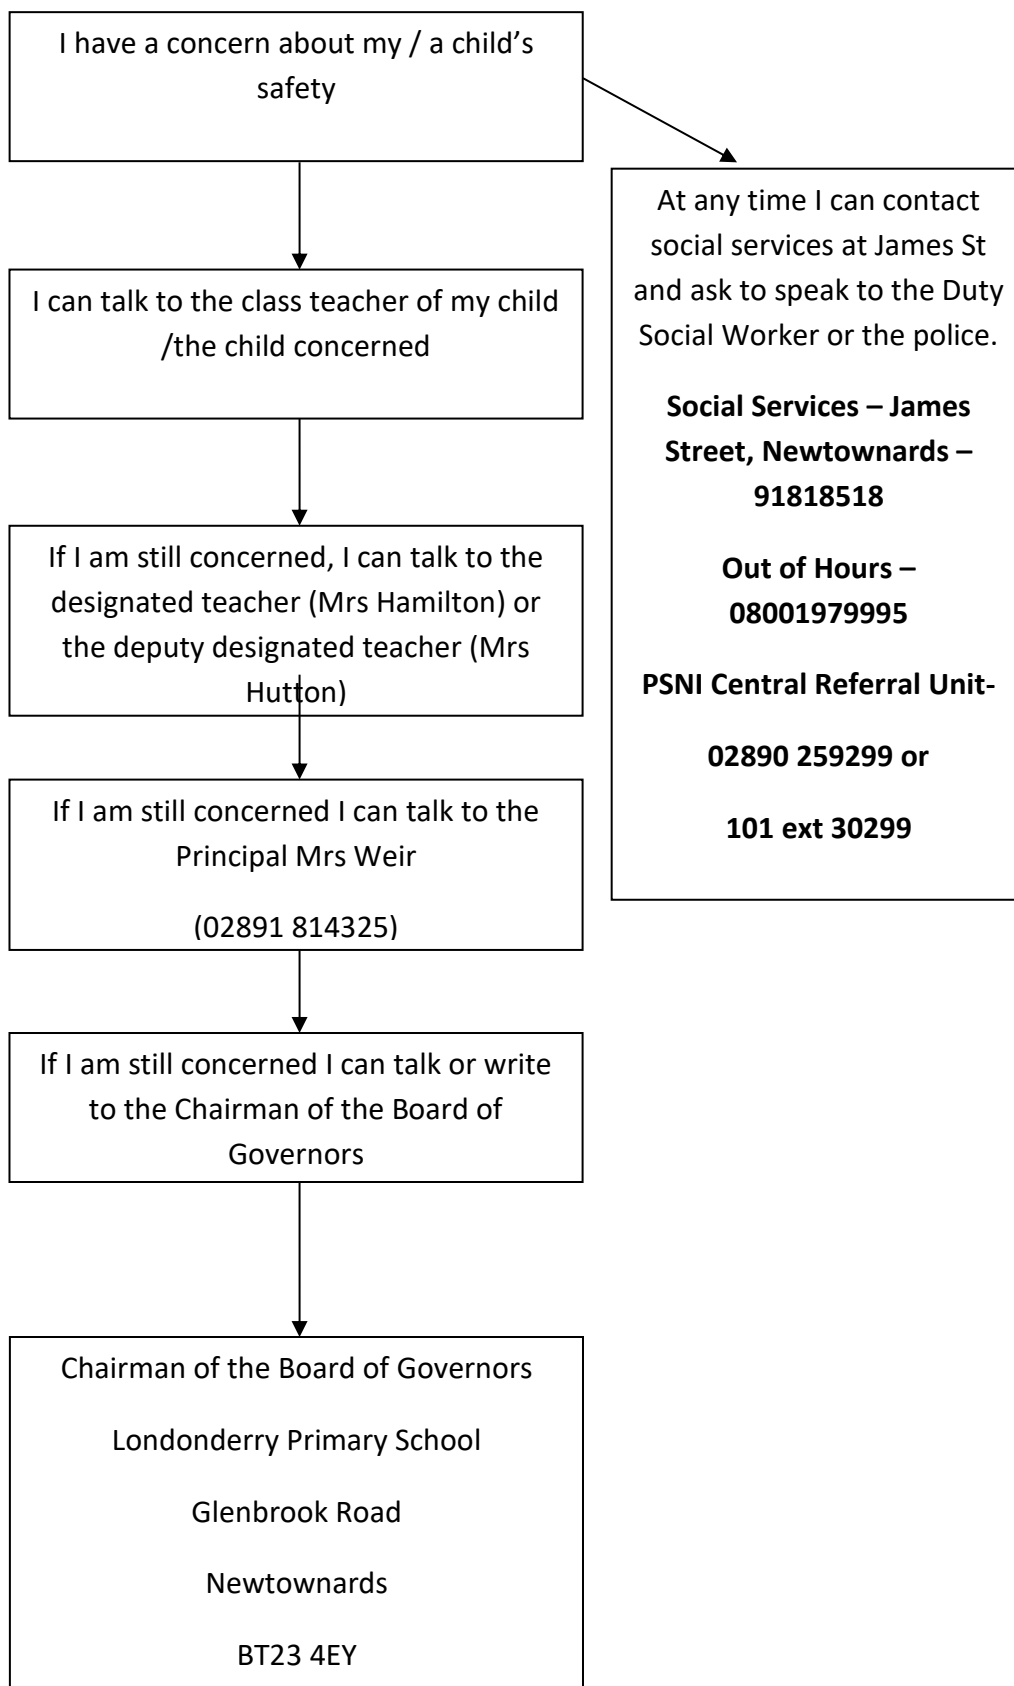 I have a concern about my / a child’s
safety
At any time I can contact
social services at James St
and ask to speak to the Duty
Social Worker or the police.
Social Services – James
Street, Newtownards –
91818518
Out of Hours –
08001979995
PSNI Central Referral Unit-
02890 259299 or
101 ext 30299
I can talk to the class teacher of my child
/the child concerned
If I am still concerned, I can talk to the
designated teacher (Mrs Hamilton) or
the deputy designated teacher (Mrs
Hutton)
If I am still concerned I can talk to the
Principal Mrs Weir
(02891 814325)
If I am still concerned I can talk or write
to the Chairman of the Board of
Governors
Chairman of the Board of Governors
Londonderry Primary School
Glenbrook Road
Newtownards
BT23 4EY